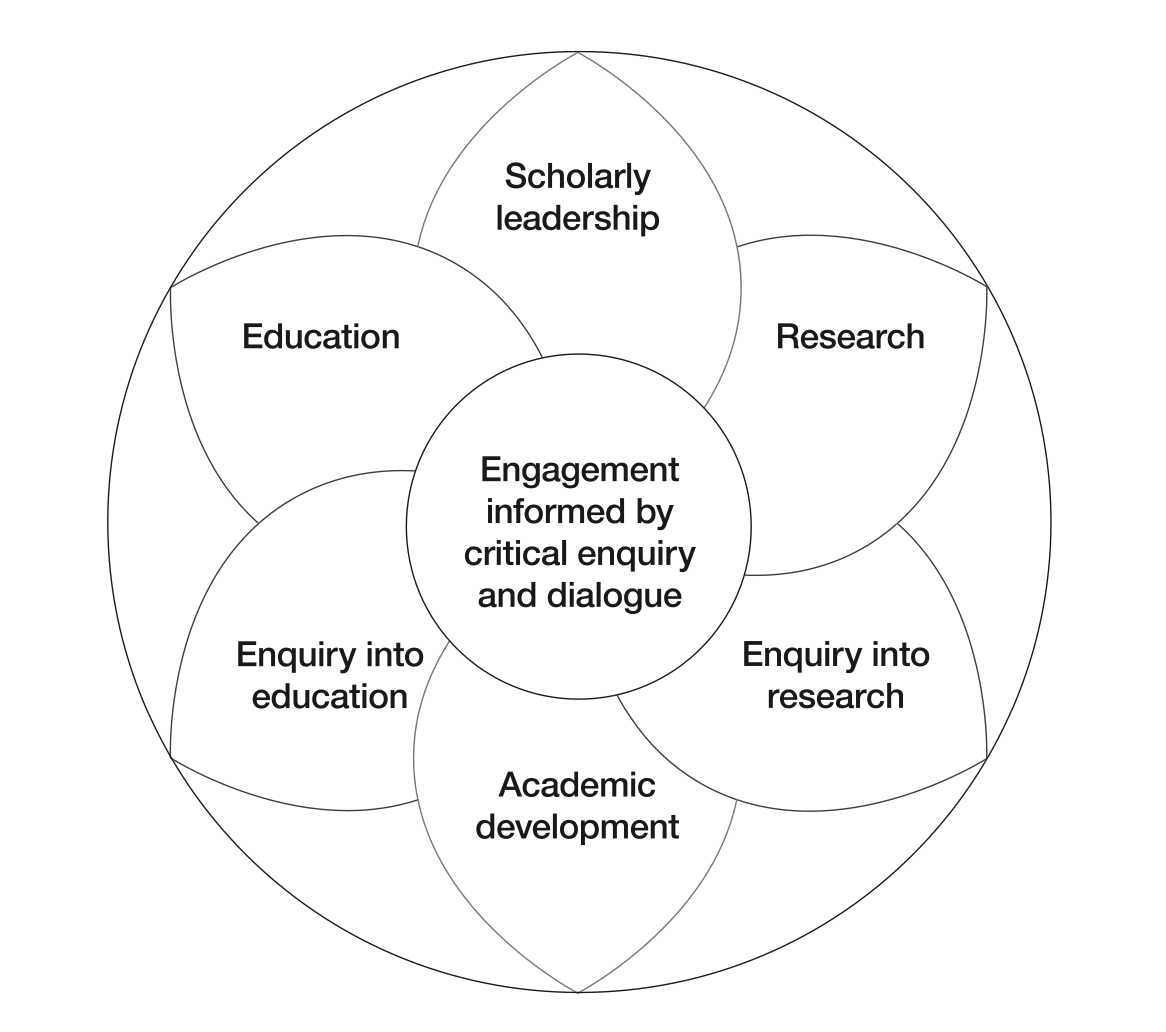 Scholarly
leadership
Education
Research
Engagement
informed by
critical enquiry
and dialogue
Enquiry into
education
Enquiry into
research
Academic
development